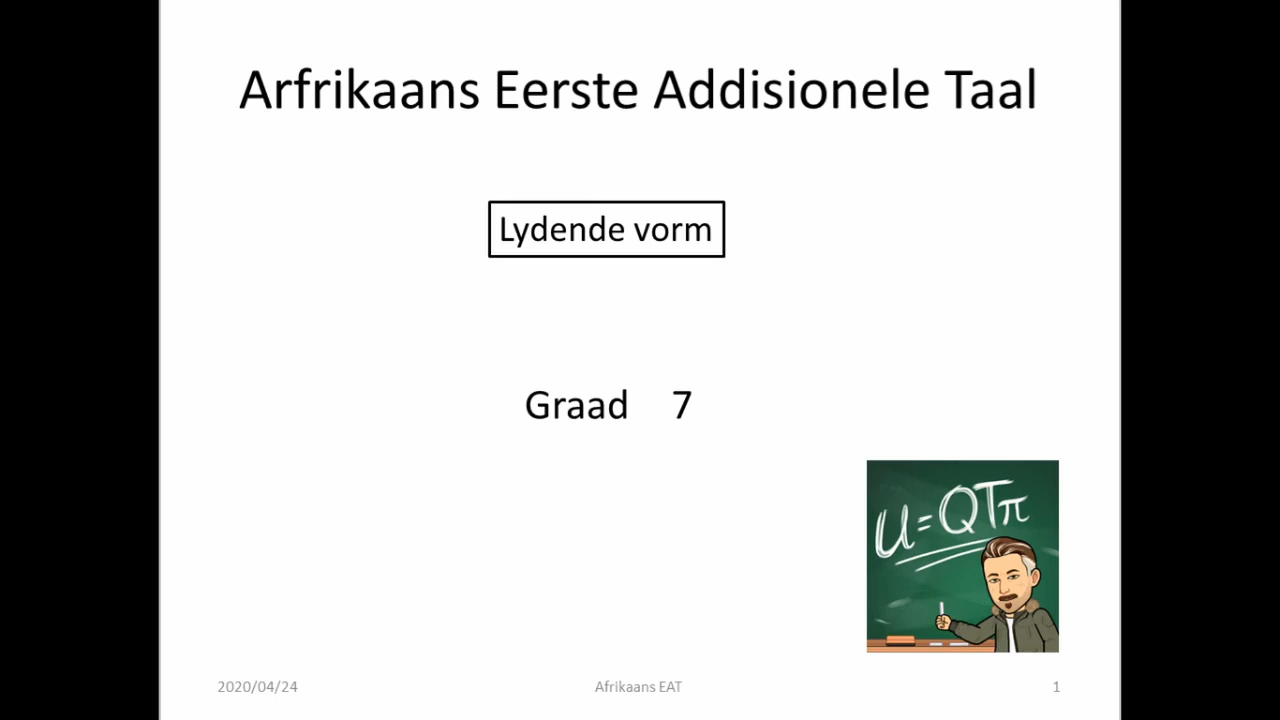 Arfrikaans Eerste Addisionele Taal
Lydende vorm
Graad 7
U=QTπ
2020/04/24 Afrikaans EAT 1